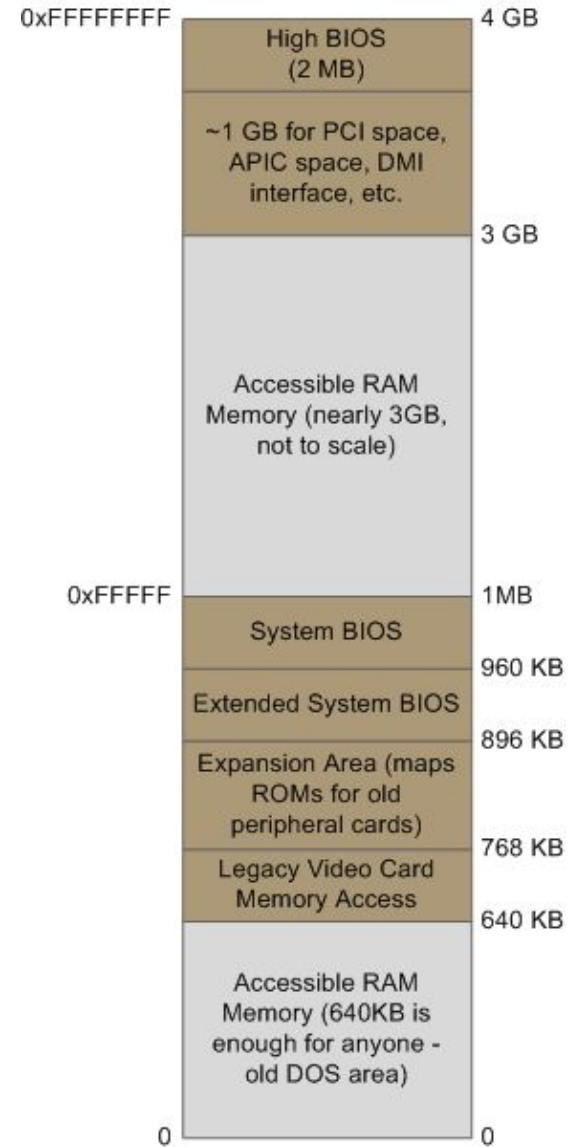 0xFFFFFFFF
4 GB
High BIOS
(2 MB)
~1 GB for PCI space,
APIC space, DMI
interface, etc.
3 GB
Accessible RAM
Memory (nearly 3GB,
not to scale)
0xFFFFF
1MB
System BIOS
960 KB
Extended System BIOS
896 KB
Expansion Area (maps
ROMs for old
peripheral cards)
768 KB
Legacy Video Card
Memory Access
640 KB
Accessible RAM
Memory (640KB is
enough for anyone -
old DOS area)
0
0